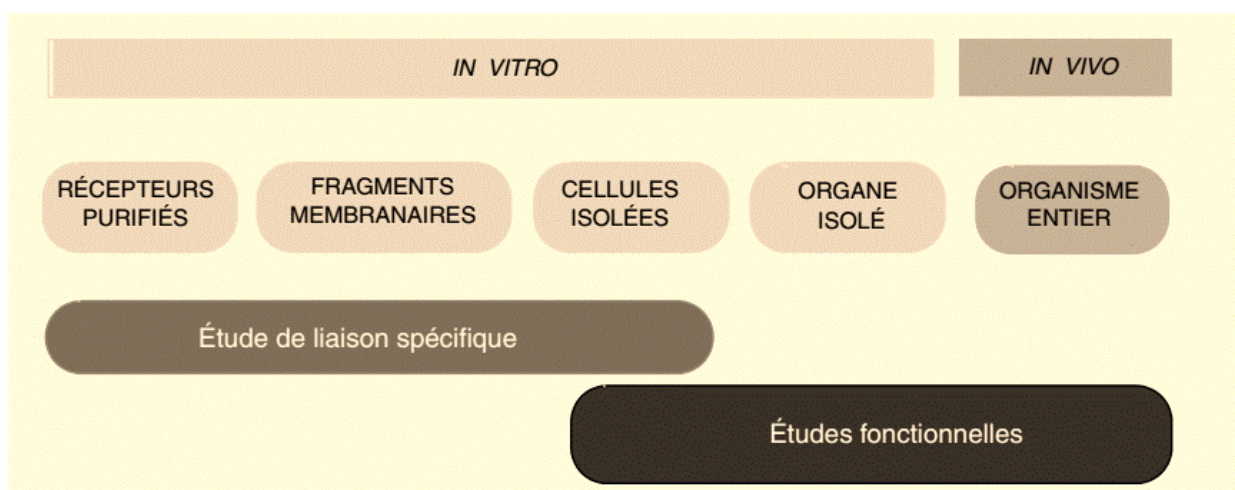 IN VITRO
IN VIVO
RÉCEPTEURS
PURIFIÉS
FRAGMENTS
MEMBRANAIRES
CELLULES
ISOLÉES
ORGANE
ISOLÉ
ORGANISME
ENTIER
Étude de liaison spécifique
Études fonctionnelles